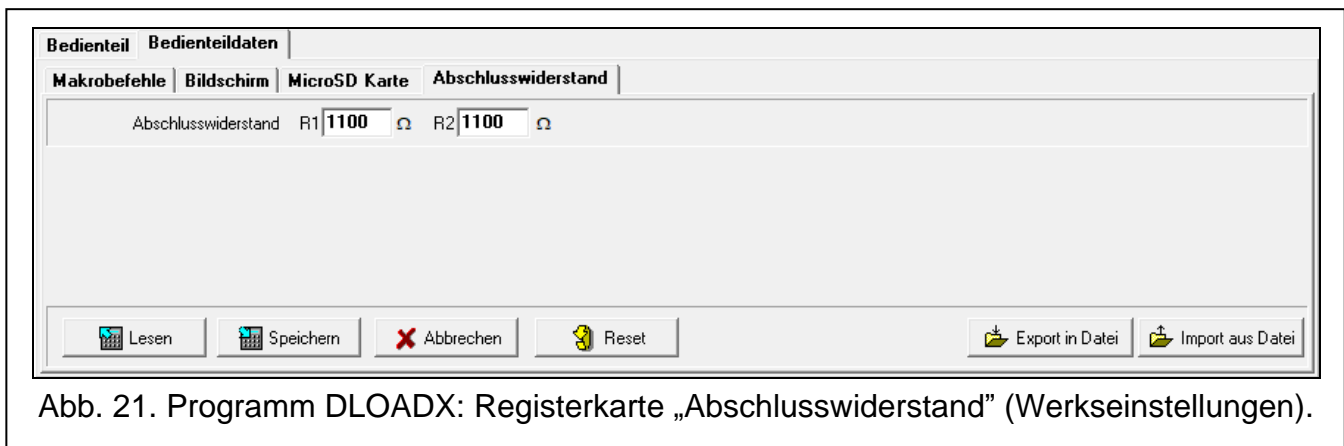 Bedienteil Bedienteildaten
Makrobefehle Bildschirm MicroSD Karte Abschlusswiderstand
Abschlusswiderstand R1 1100 Ω R2 1100 Ω
Lesen Speichern Abbrechen Reset Export in Datei Import aus Datei
Abb. 21. Programm DLOADX: Registerkarte „Abschlusswiderstand” (Werkseinstellungen).